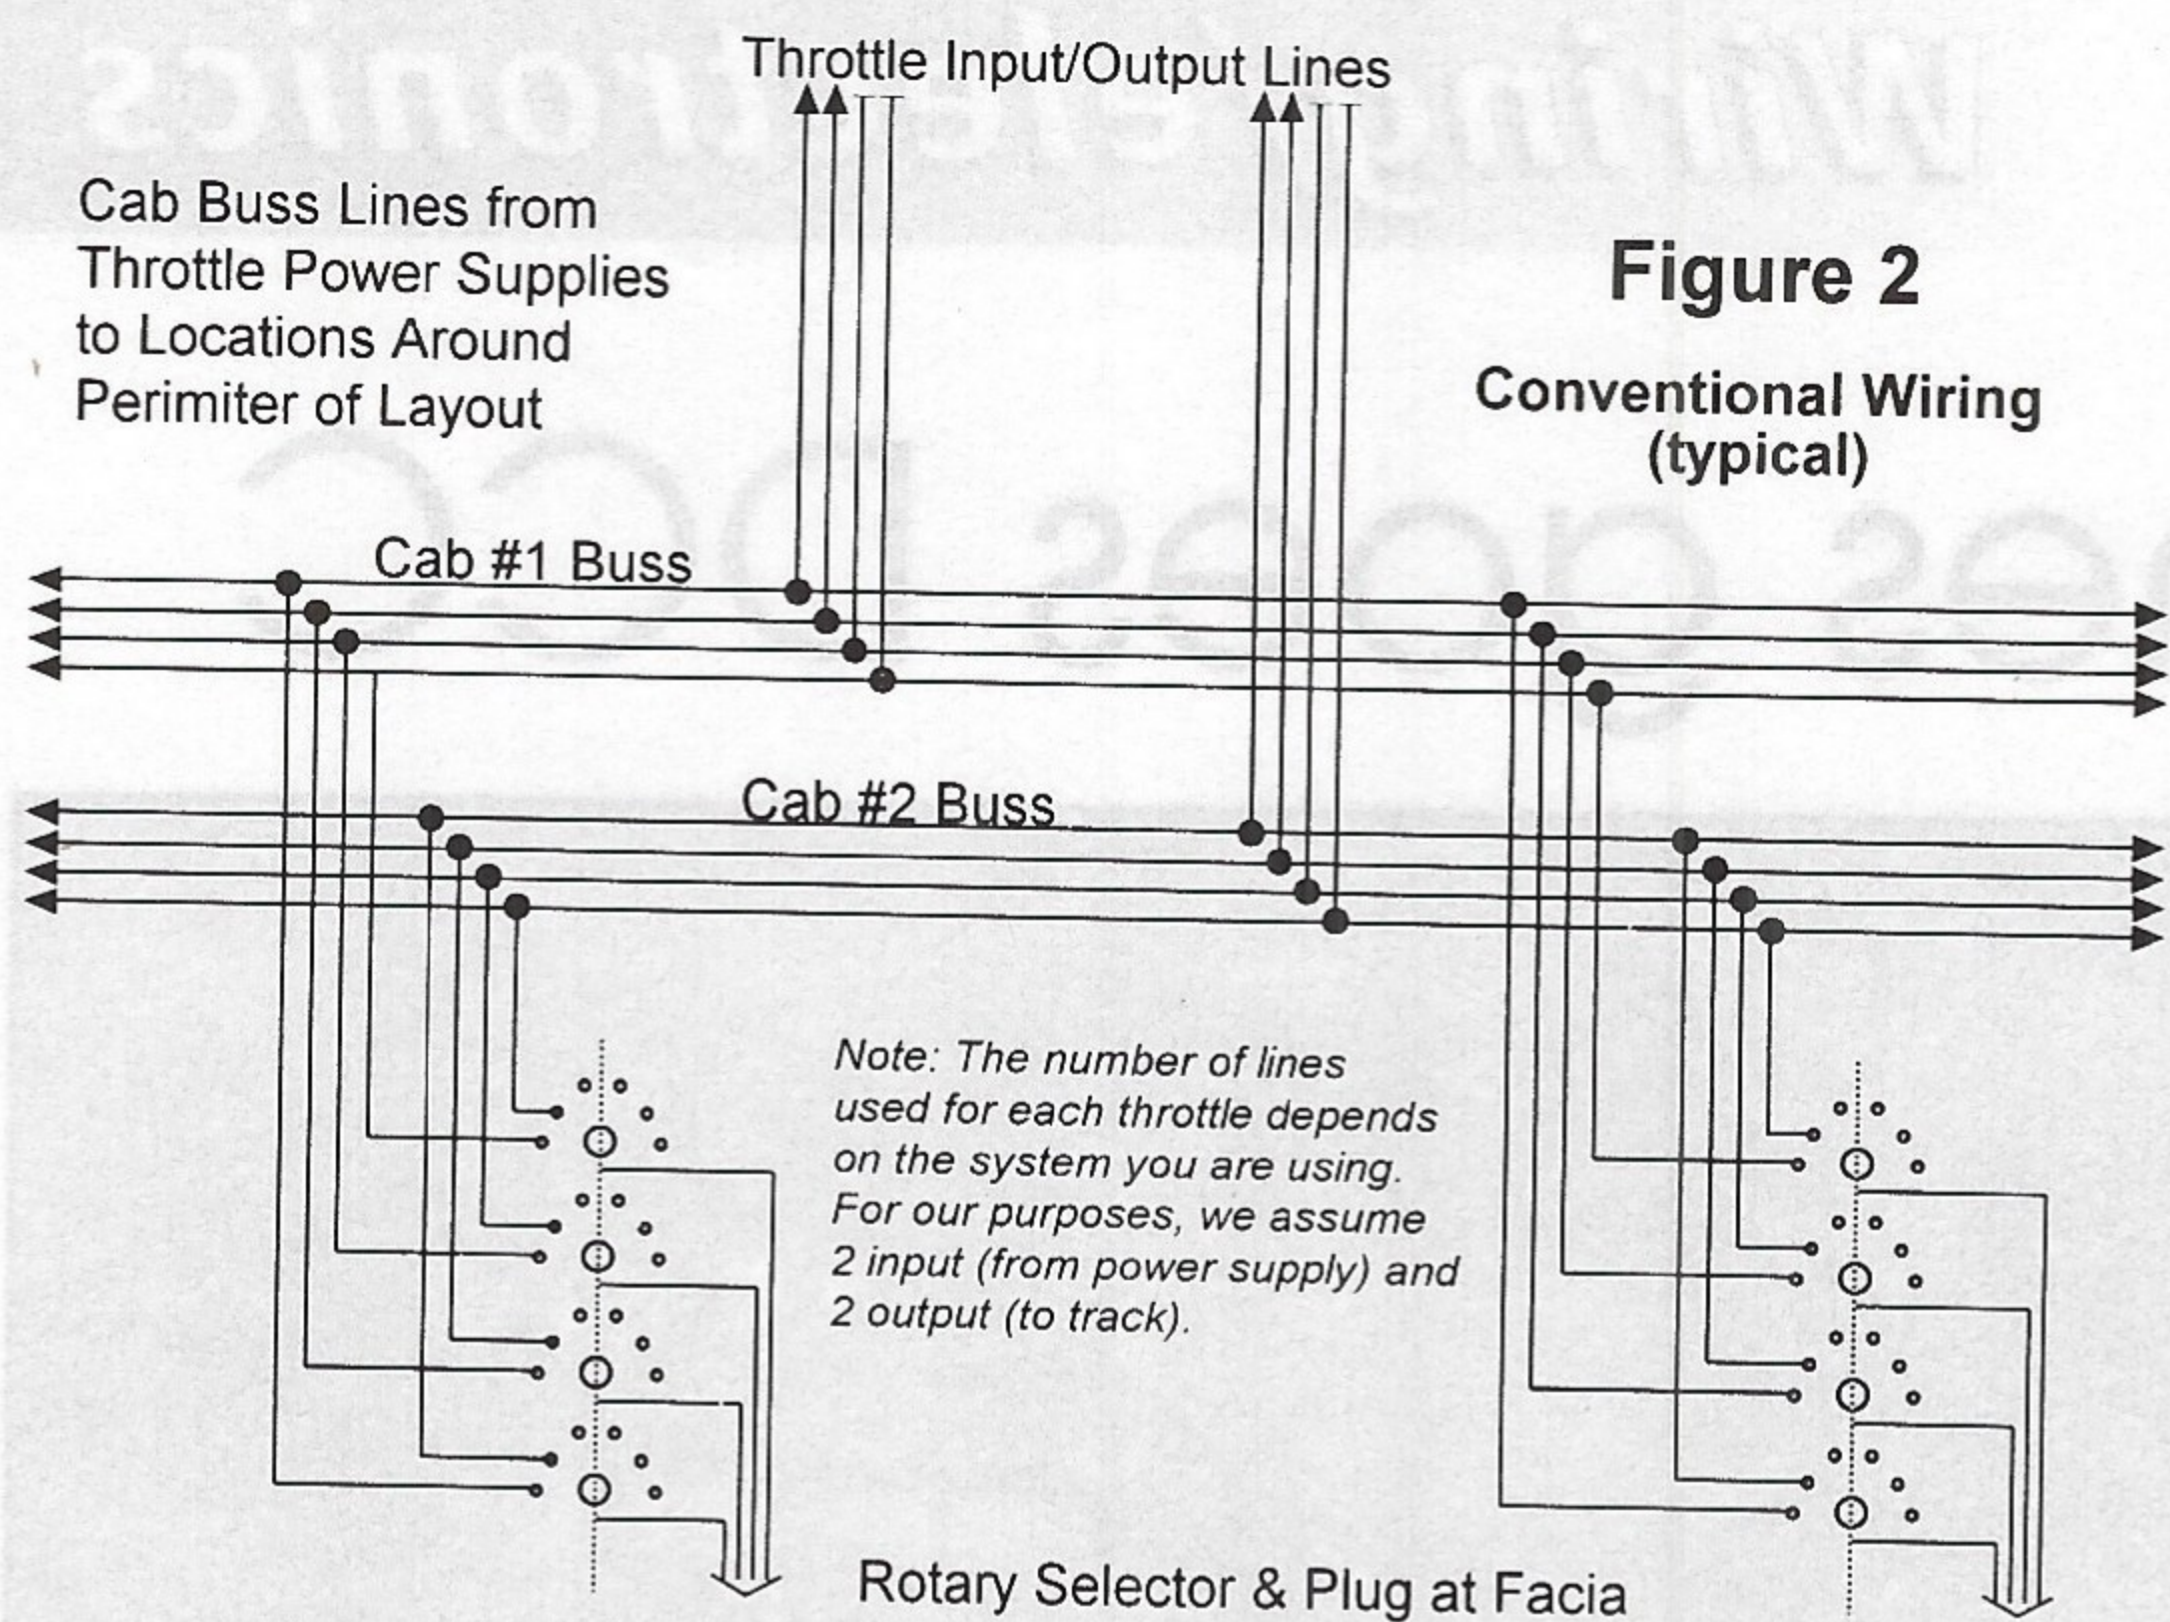 Throttle Input/Output Lines
Cab Buss Lines from
Throttle Power Supplies
to Locations Around
Perimiter of Layout
Figure 2
Conventional Wiring
(typical)
Cab #1 Buss
Cab #2 Buss
Note: The number of lines
used for each throttle depends
on the system you are using.
For our purposes, we assume
2 input (from power supply) and
2 output (to track).
Rotary Selector & Plug at Facia